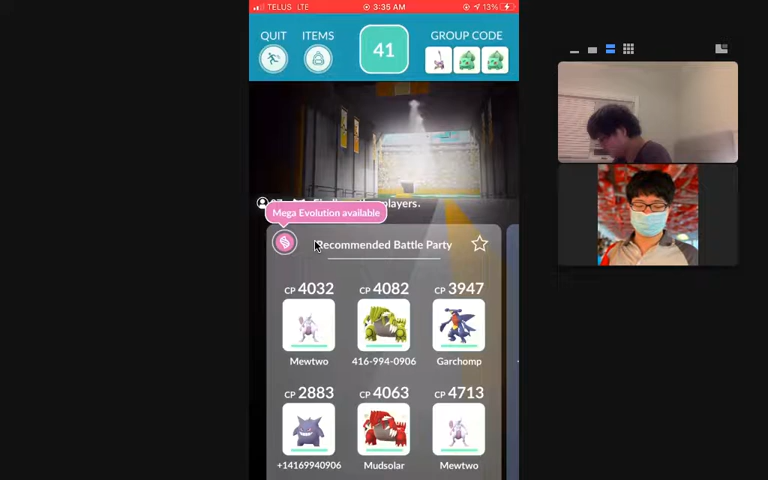 TELUS LTE
3:35 AM
13%
QUIT
ITEMS
41
GROUP CODE
players.
Mega Evolution available
Recommended Battle Party
CP 4032
CP 4082
CP 3947
Mewtwo
416-994-0906
Garchomp
CP 2883
CP 4063
CP 4713
+14169940906
Mudsolar
Mewtwo